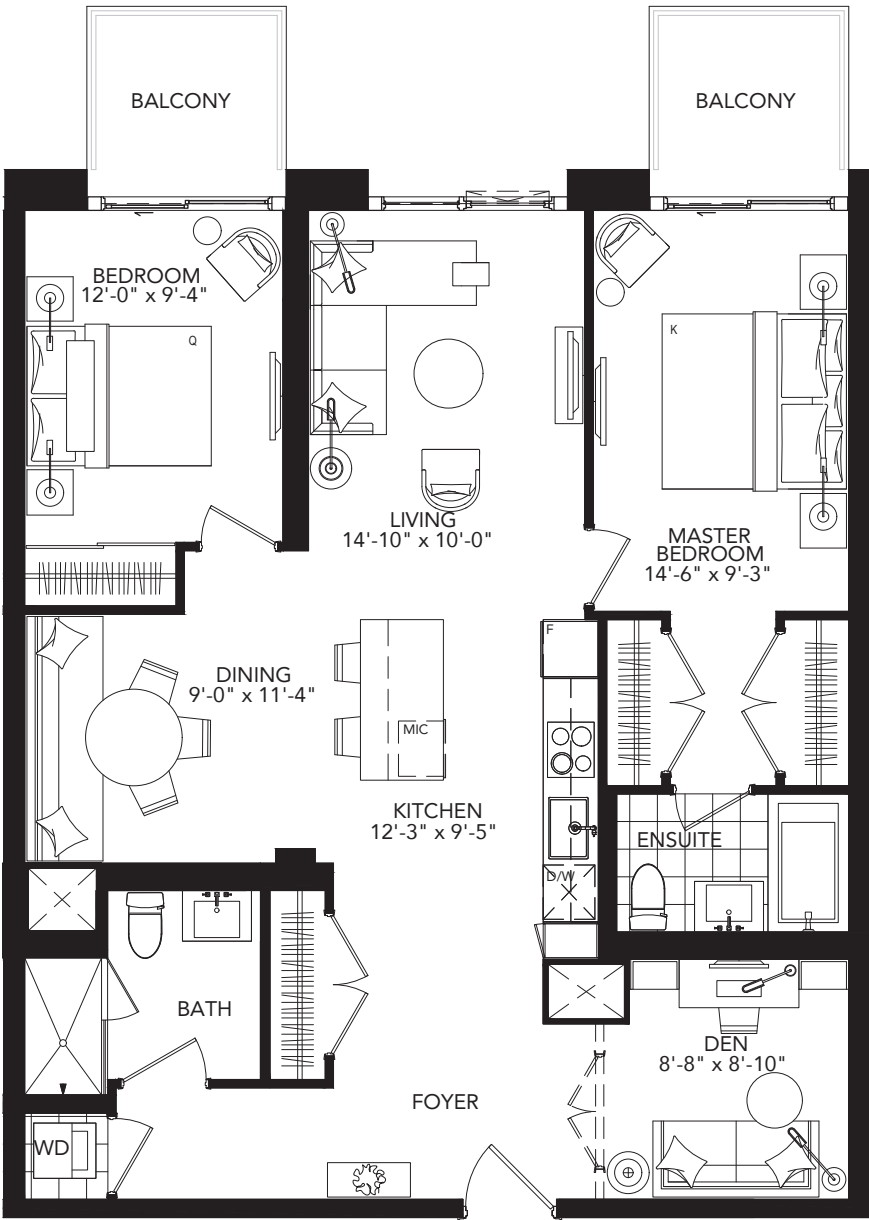 BALCONY
BALCONY
BEDROOM
12'-0" x 9'-4"
Q
K
LIVING
14'-10" x 10'-0"
MASTER
BEDROOM
14'-6" x 9'-3"
F
DINING
9'-0" x 11'-4"
MIC
KITCHEN
12'-3" x 9'-5"
ENSUITE
D/W
BATH
DEN
8'-8" x 8'-10"
FOYER
WD